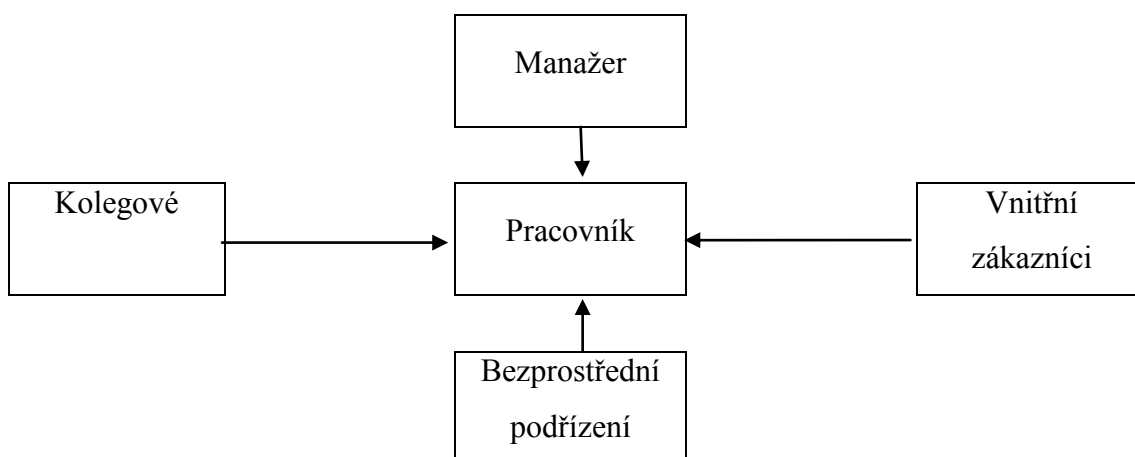 Manažer
Kolegové
Pracovník
Vnitřní
zákazníci
Bezprostřední
podřízení